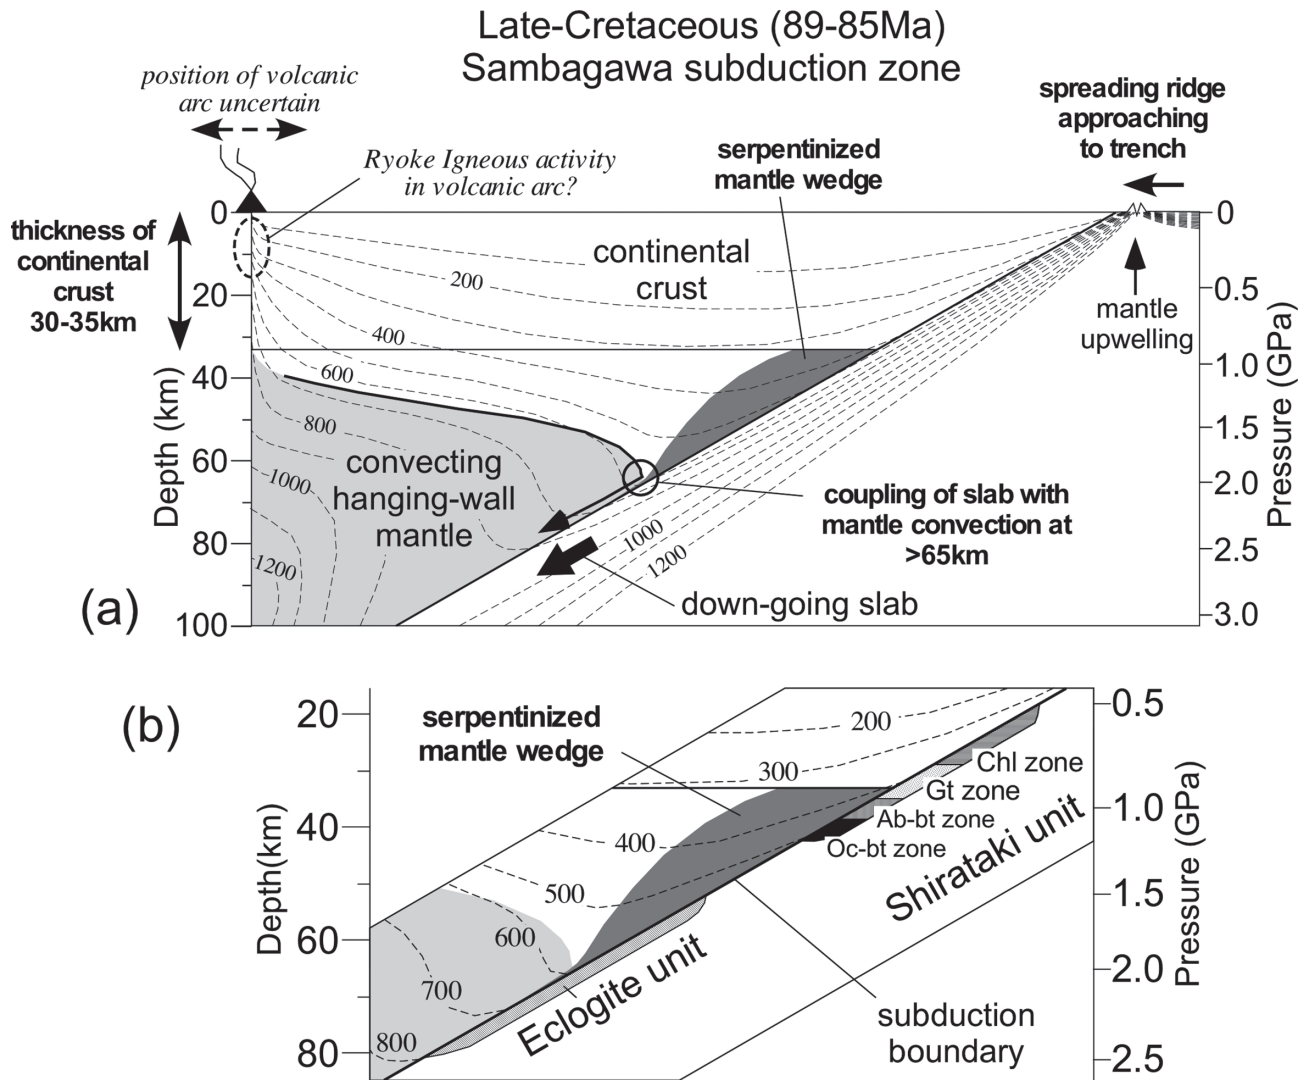 Late-Cretaceous (89-85Ma)
Sambagawa subduction zone
position of volcanic
arc uncertain
spreading ridge
approaching
to trench
Ryoke Igneous activity
in volcanic arc?
serpentinized
mantle wedge
thickness of
continental
crust
30-35km
0
20
40
60
80
100
Depth (km)
continental
crust
200
400
600
800
1000
1200
convecting
hanging-wall
mantle
mantle
upwelling
0
0.5
1.0
1.5
2.0
2.5
3.0
Pressure (GPa)
coupling of slab with
mantle convection at
>65km
1000
1200
down-going slab
(a)
(b)
20
40
60
80
Depth(km)
serpentinized
mantle wedge
200
300
400
500
600
700
800
Chl zone
Gt zone
Ab-bt zone
Oc-bt zone
Shirataki unit
Eclogite unit
subduction
boundary
0.5
1.0
1.5
2.0
2.5
Pressure (GPa)